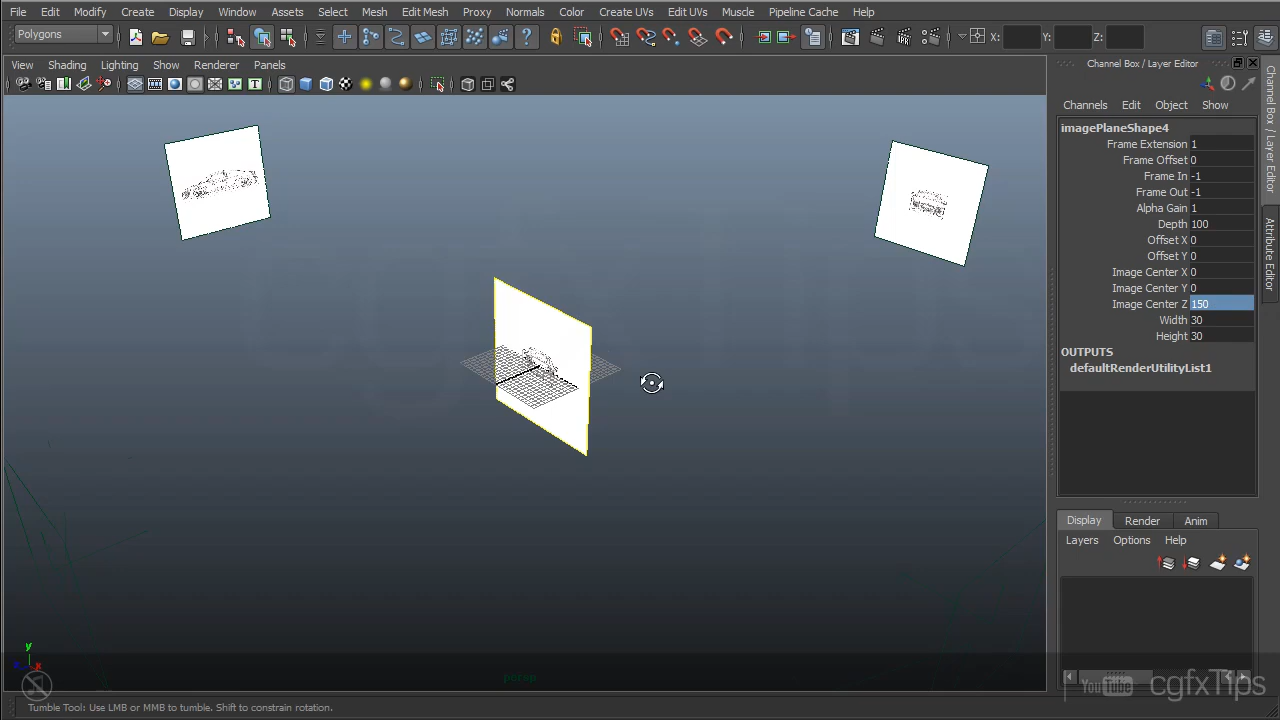 File Edit Modify Create Display Window Assets Select Mesh Edit Mesh Proxy Normals Color Create UVs Edit UVs Muscle Pipeline Cache Help
Polygons X: Y: Z:
View Shading Lighting Show Renderer Panels
Channel Box / Layer Editor
Channels Edit Object Show
imagePlaneShape4
Frame Extension 1
Frame Offset 0
Frame In -1
Frame Out -1
Alpha Gain 1
Depth 100
Offset X 0
Offset Y 0
Image Center X 0
Image Center Y 0
Image Center Z 150
Width 30
Height 30
OUTPUTS
defaultRenderUtilityList1
Channel Box / Layer Editor
Attribute Editor
Display Render Anim
Layers Options Help
y
x
persp
YouTube cgfxTips
Tumble Tool: Use LMB or MMB to tumble. Shift to constrain rotation.